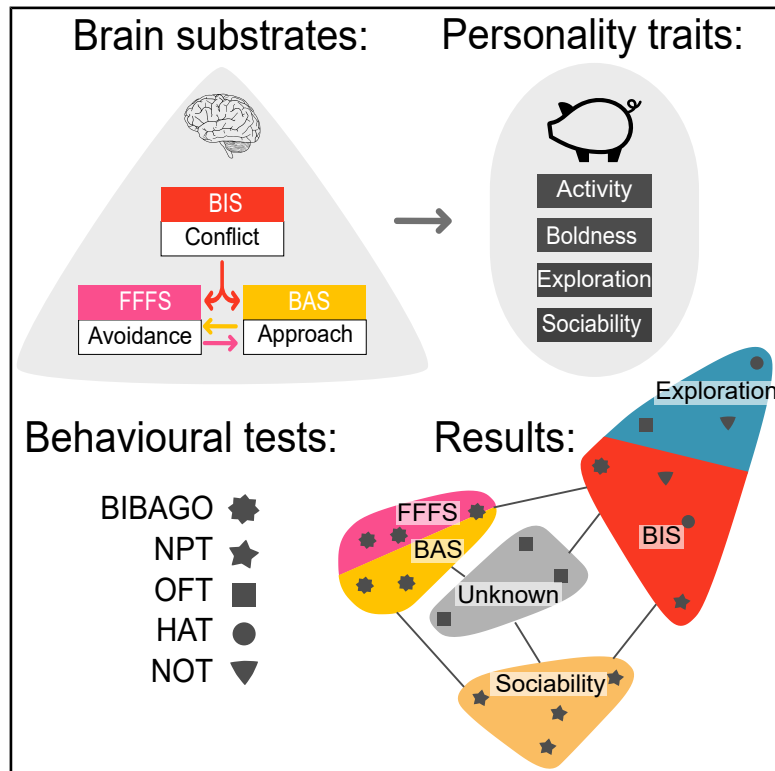 Brain substrates:
Personality traits:
BIS
Conflict
FFFS
BAS
Avoidance
Approach
Activity
Boldness
Exploration
Sociability
Behavioural tests:
BIBAGO
NPT
OFT
HAT
NOT
Results:
Exploration
FFFS
BAS
BIS
Unknown
Sociability